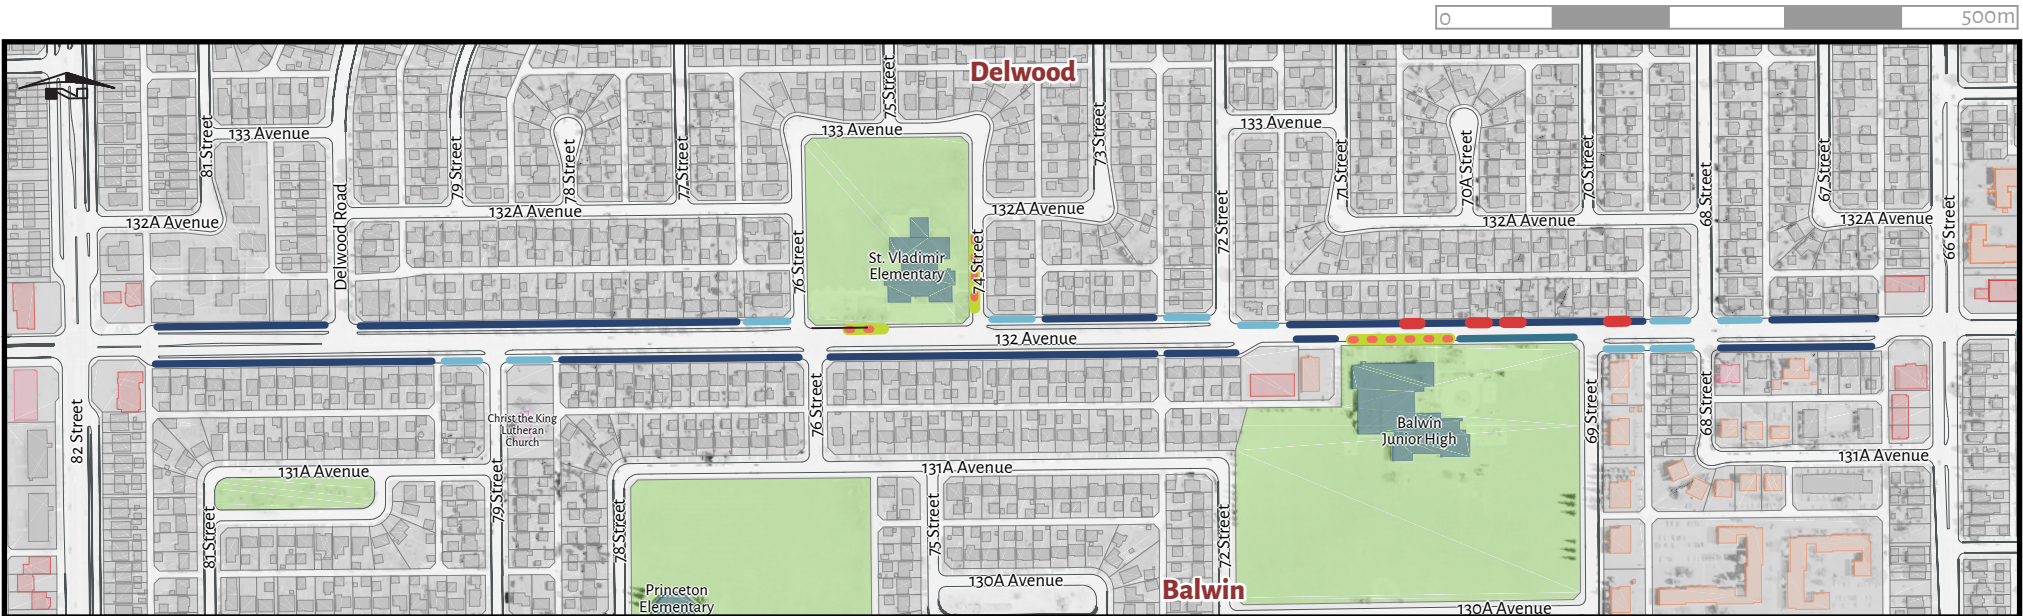 0 500m
Delwood
75 Street
81 Street
133 Avenue
133 Avenue
133 Avenue
73 Street
79 Street
78 Street
77 Street
71 Street
70A Street
70 Street
68 Street
67 Street
132A Avenue
132A Avenue
132A Avenue
132A Avenue
132A Avenue
Delwood Road
76 Street
St. Vladimir
Elementary
74 Street
72 Street
66 Street
132 Avenue
82 Street
76 Street
69 Street
68 Street
Christ the King
Lutheran
Church
Balwin
Junior High
131A Avenue
131A Avenue
131A Avenue
79 Street
81 Street
78 Street
75 Street
72 Street
Princeton
Elementary
130A Avenue
Balwin
130A Avenue